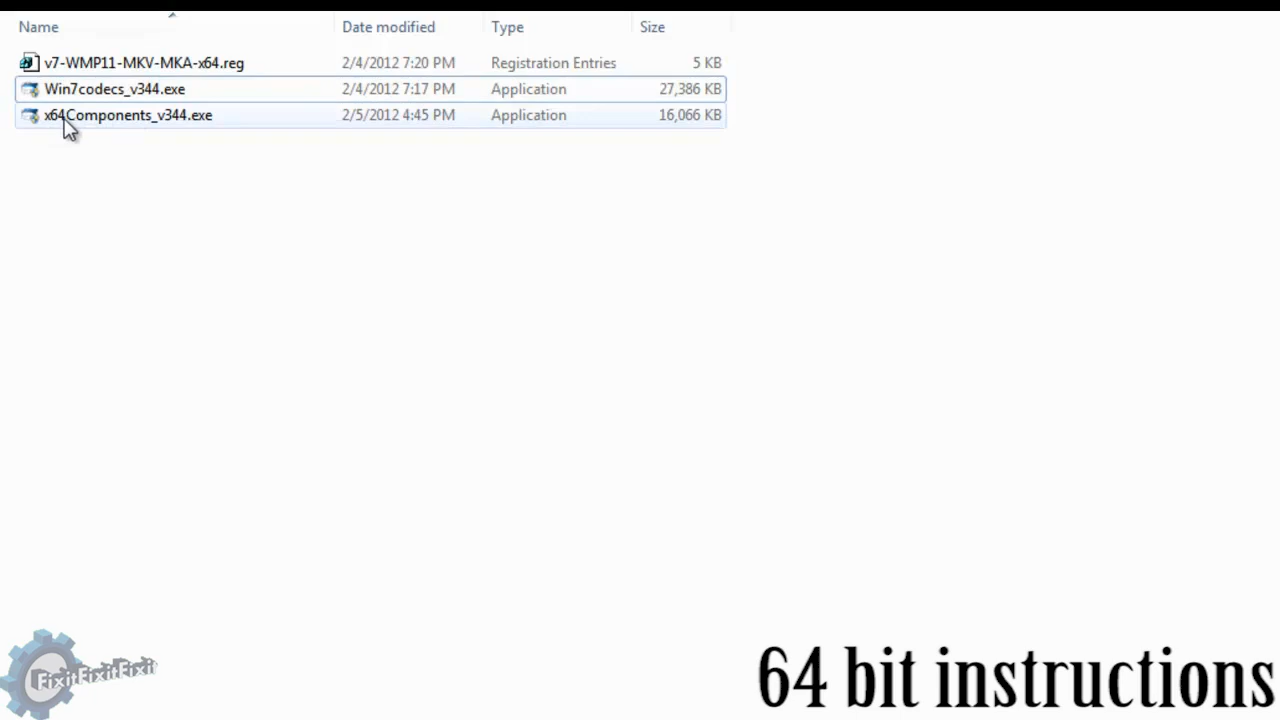 Name Date modified Type Size
v7-WMP11-MKV-MKA-x64.reg 2/4/2012 7:20 PM Registration Entries 5 KB
Win7codecs_v344.exe 2/4/2012 7:17 PM Application 27,386 KB
x64Components_v344.exe 2/5/2012 4:45 PM Application 16,066 KB
FixitFixitFixit
64 bit instructions